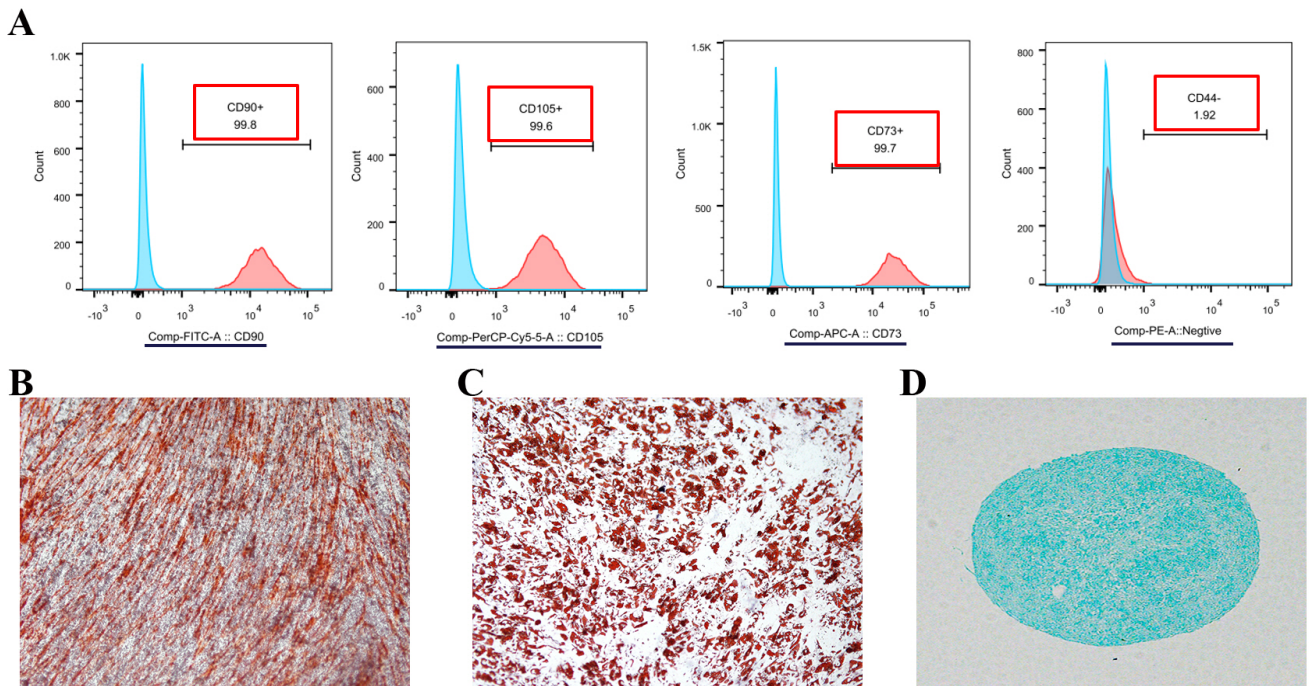 A
1.0K
800
600
400
200
0
Count
CD90+
99.8
-10³ 0 10³ 10⁴ 10⁵
Comp-FITC-A :: CD90
600
400
200
0
Count
CD105+
99.6
-10³ 0 10³ 10⁴ 10⁵
Comp-PerCP-Cy5-5-A :: CD105
1.5K
1.0K
500
0
Count
CD73+
99.7
-10³ 0 10³ 10⁴ 10⁵
Comp-APC-A :: CD73
800
600
400
200
0
Count
CD44-
1.92
-10³ 0 10³ 10⁴ 10⁵
Comp-PE-A::Negtive
B
C
D